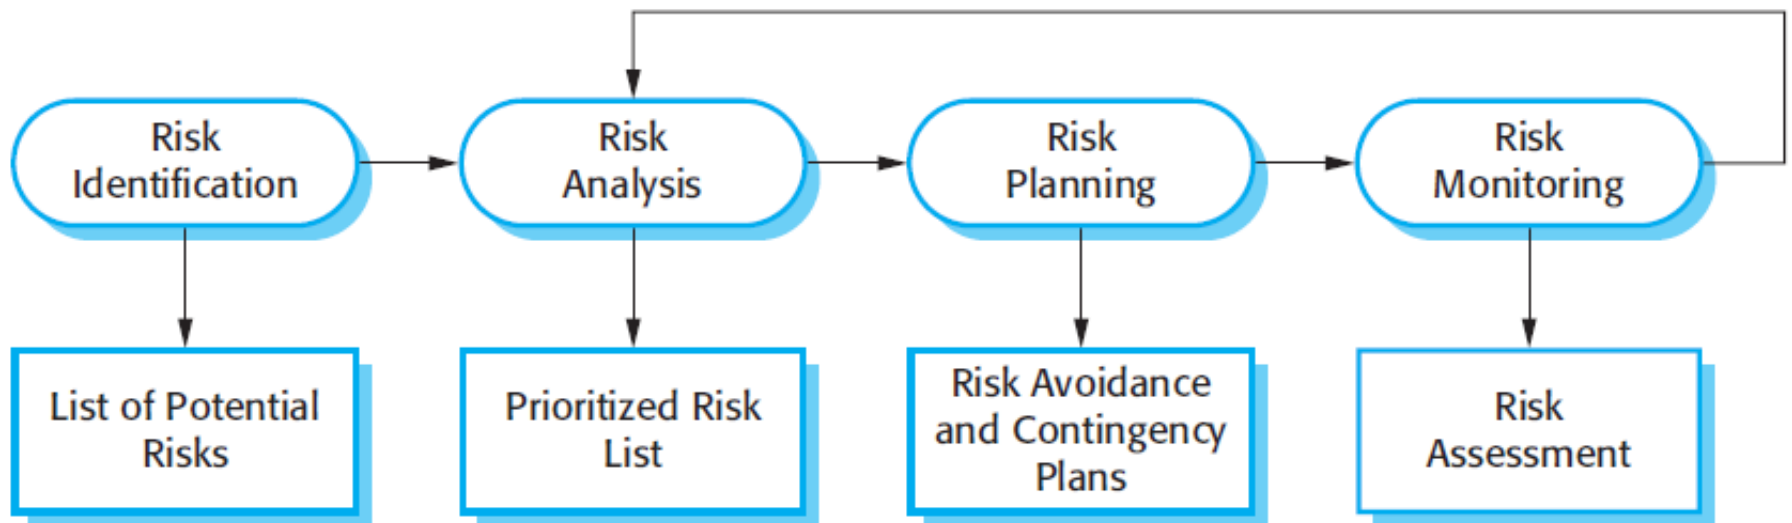 Risk
Identification
Risk
Analysis
Risk
Planning
Risk
Monitoring
List of Potential
Risks
Prioritized Risk
List
Risk Avoidance
and Contingency
Plans
Risk
Assessment